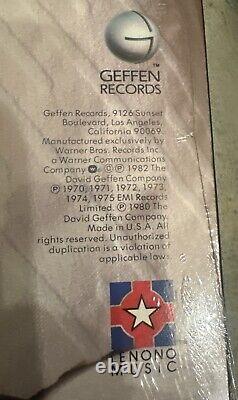 ™
GEFFEN
RECORDS
Geffen Records, 9126 Sunset
Boulevard, Los Angeles,
California 90069.
Manufactured exclusively by
Warner Bros. Records Inc.,
a Warner Communications
Company ⓦ. ©℗ 1982 The
David Geffen Company.
℗ 1970, 1971, 1972, 1973,
1974, 1975 EMI Records
Limited. ℗ 1980 The
David Geffen Company.
Made in U.S.A. All
rights reserved. Unauthorized
duplication is a violation of
applicable laws.
LENONO
MUSIC